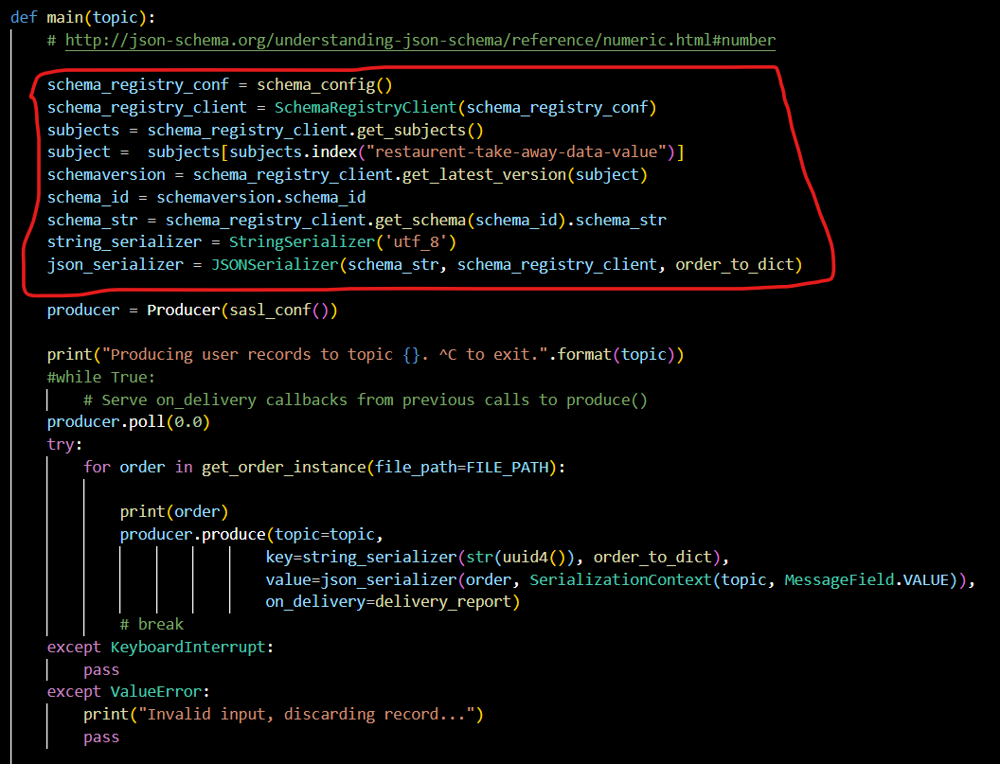 def main(topic):
    # http://json-schema.org/understanding-json-schema/reference/numeric.html#number
    schema_registry_conf = schema_config()
    schema_registry_client = SchemaRegistryClient(schema_registry_conf)
    subjects = schema_registry_client.get_subjects()
    subject =  subjects[subjects.index("restaurent-take-away-data-value")]
    schemaversion = schema_registry_client.get_latest_version(subject)
    schema_id = schemaversion.schema_id
    schema_str = schema_registry_client.get_schema(schema_id).schema_str
    string_serializer = StringSerializer('utf_8')
    json_serializer = JSONSerializer(schema_str, schema_registry_client, order_to_dict)
    producer = Producer(sasl_conf())
    print("Producing user records to topic {}. ^C to exit.".format(topic))
    #while True:
        # Serve on_delivery callbacks from previous calls to produce()
    producer.poll(0.0)
    try:
        for order in get_order_instance(file_path=FILE_PATH):
            print(order)
            producer.produce(topic=topic,
                            key=string_serializer(str(uuid4()), order_to_dict),
                            value=json_serializer(order, SerializationContext(topic, MessageField.VALUE)),
                            on_delivery=delivery_report)
            # break
    except KeyboardInterrupt:
        pass
    except ValueError:
        print("Invalid input, discarding record...")
        pass